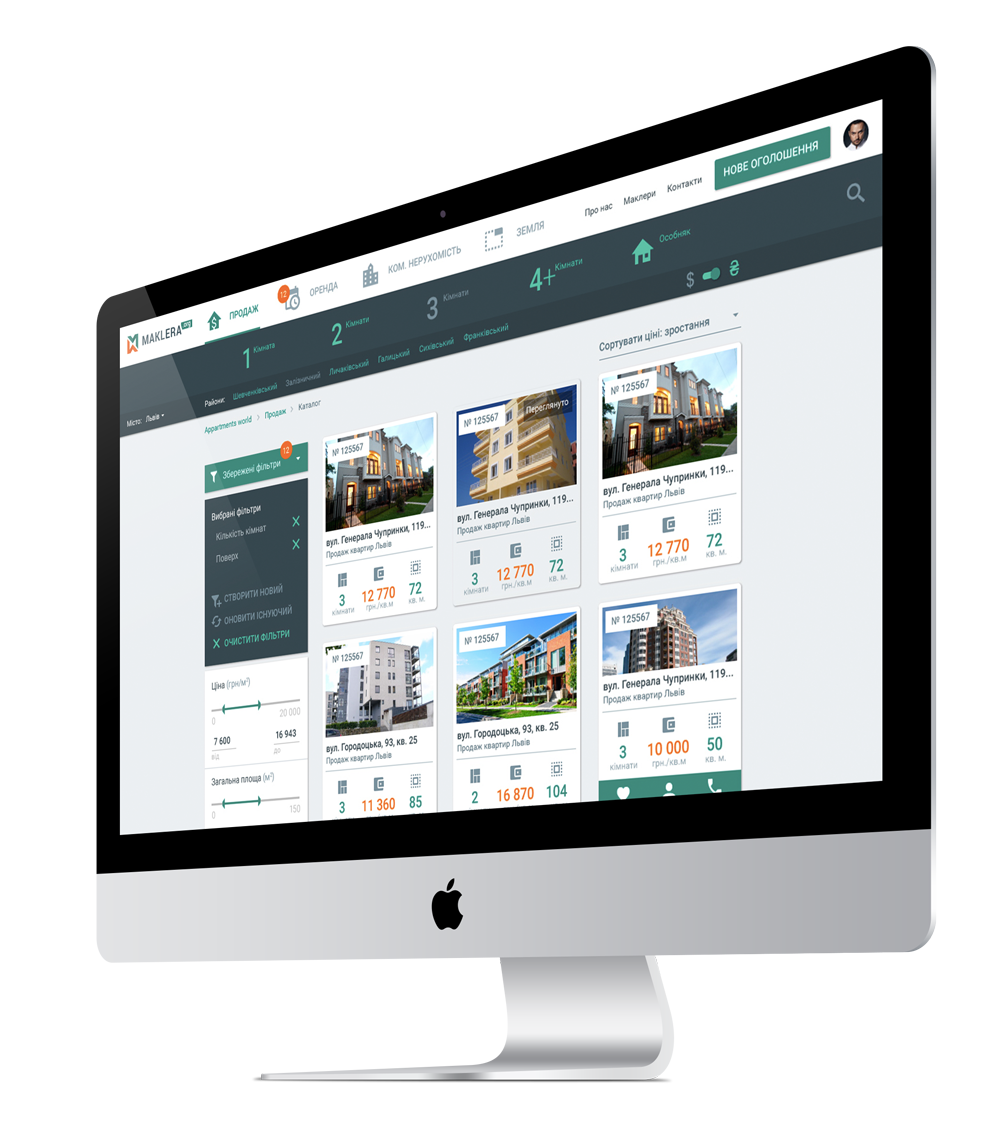 MAKLERA.org
ПРОДАЖ
12
ОРЕНДА
КОМ. НЕРУХОМІСТЬ
ЗЕМЛЯ
Про нас
Маклери
Контакти
НОВЕ ОГОЛОШЕННЯ
1 Кімната
2 Кімнати
3 Кімнати
4+ Кімнати
Особняк
Місто: Львів
Райони: Шевченківський Залізничний Личаківський Галицький Сихівський Франківський
$ ₴
Appartments world > Продаж > Каталог
Сортувати ціні: зростання
Збережені фільтри 12
Вибрані фільтри
Кількість кімнат
Поверх
СТВОРИТИ НОВИЙ
ОНОВИТИ ІСНУЮЧИЙ
ОЧИСТИТИ ФІЛЬТРИ
Ціна (грн/м²)
0 20 000
7 600 16 943
від до
Загальна площа (м²)
0 150
№ 125567
вул. Генерала Чупринки, 119...
Продаж квартир Львів
3 12 770 72
кімнати грн./кв.м кв. м.
№ 125567
Переглянуто
вул. Генерала Чупринки, 119...
Продаж квартир Львів
3 12 770 72
кімнати грн./кв.м кв. м.
№ 125567
вул. Генерала Чупринки, 119...
Продаж квартир Львів
3 12 770 72
кімнати грн./кв.м кв. м.
№ 125567
вул. Городоцька, 93, кв. 25
Продаж квартир Львів
3 11 360 85
№ 125567
вул. Городоцька, 93, кв. 25
Продаж квартир Львів
2 16 870 104
№ 125567
вул. Генерала Чупринки, 119...
Продаж квартир Львів
3 10 000 50
кімнати грн./кв.м кв. м.